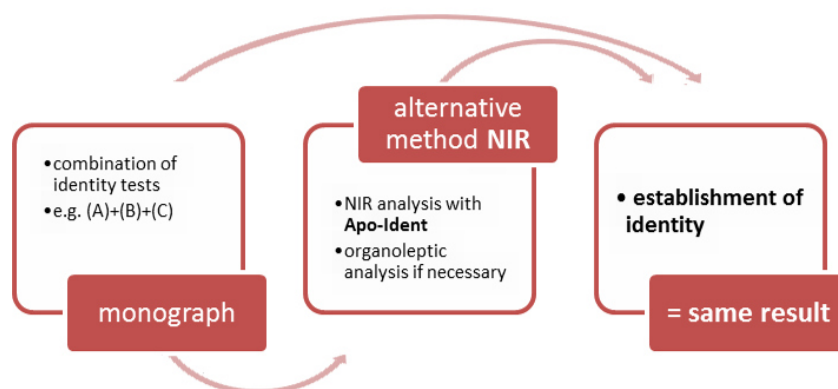 •combination of
identity tests
•e.g. (A)+(B)+(C)
monograph
alternative
method NIR
•NIR analysis with
Apo-Ident
•organoleptic
analysis if necessary
• establishment of
identity
= same result